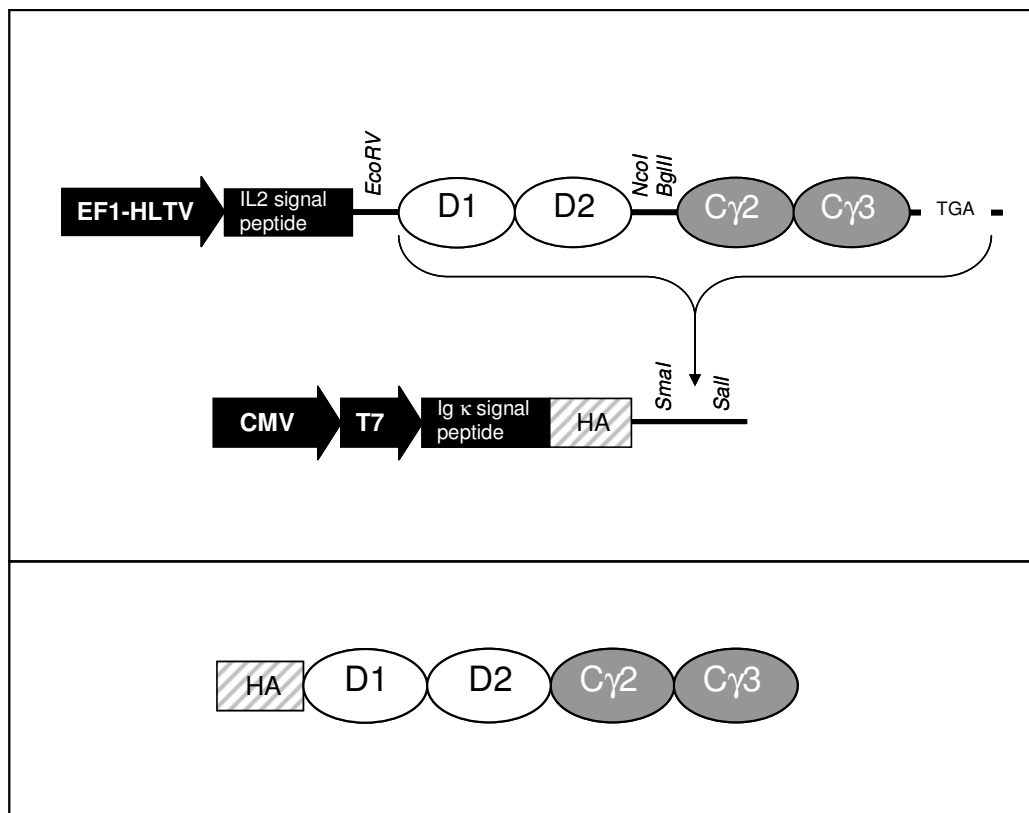 EcoRV
NcoI
BglII
EF1-HLTV
IL2 signal
peptide
D1
D2
Cγ2
Cγ3
TGA
SmaI
SalI
CMV
T7
Ig κ signal
peptide
HA
HA
D1
D2
Cγ2
Cγ3